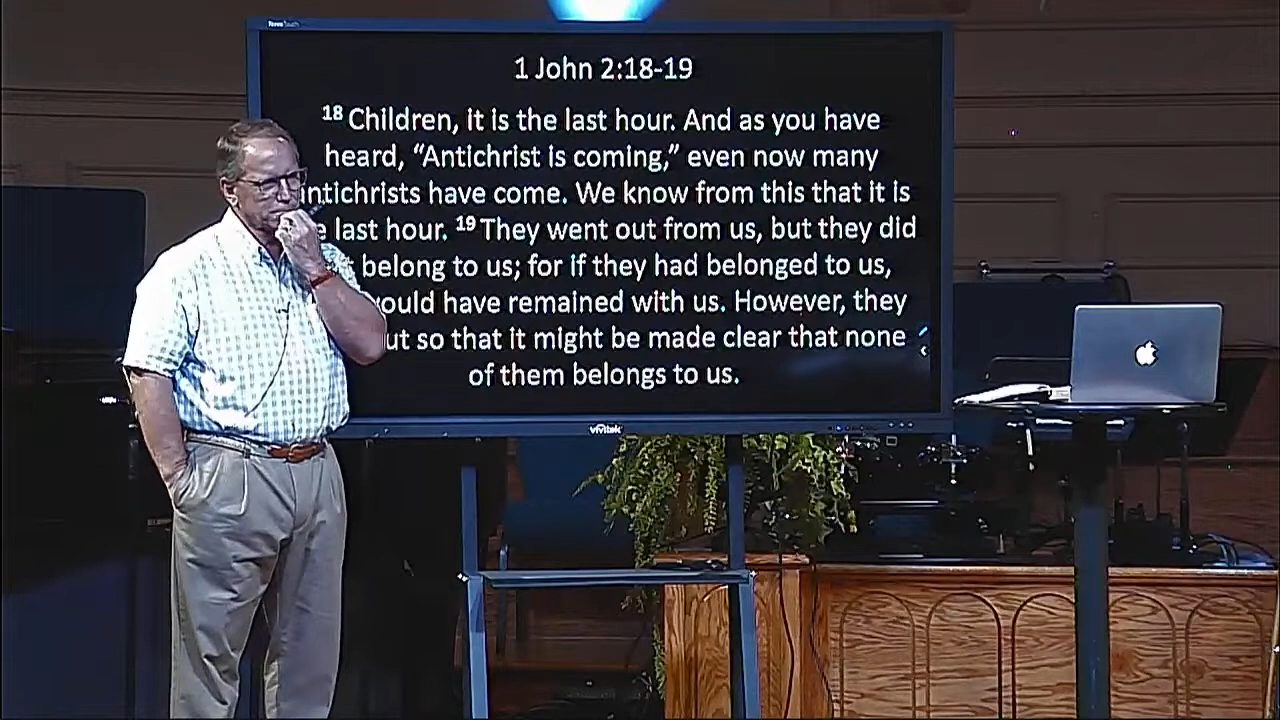 1 John 2:18-19
18 Children, it is the last hour. And as you have
heard, “Antichrist is coming,” even now many
ntichrists have come. We know from this that it is
e last hour. 19 They went out from us, but they did
belong to us; for if they had belonged to us,
ould have remained with us. However, they
ut so that it might be made clear that none
of them belongs to us.
vivitek